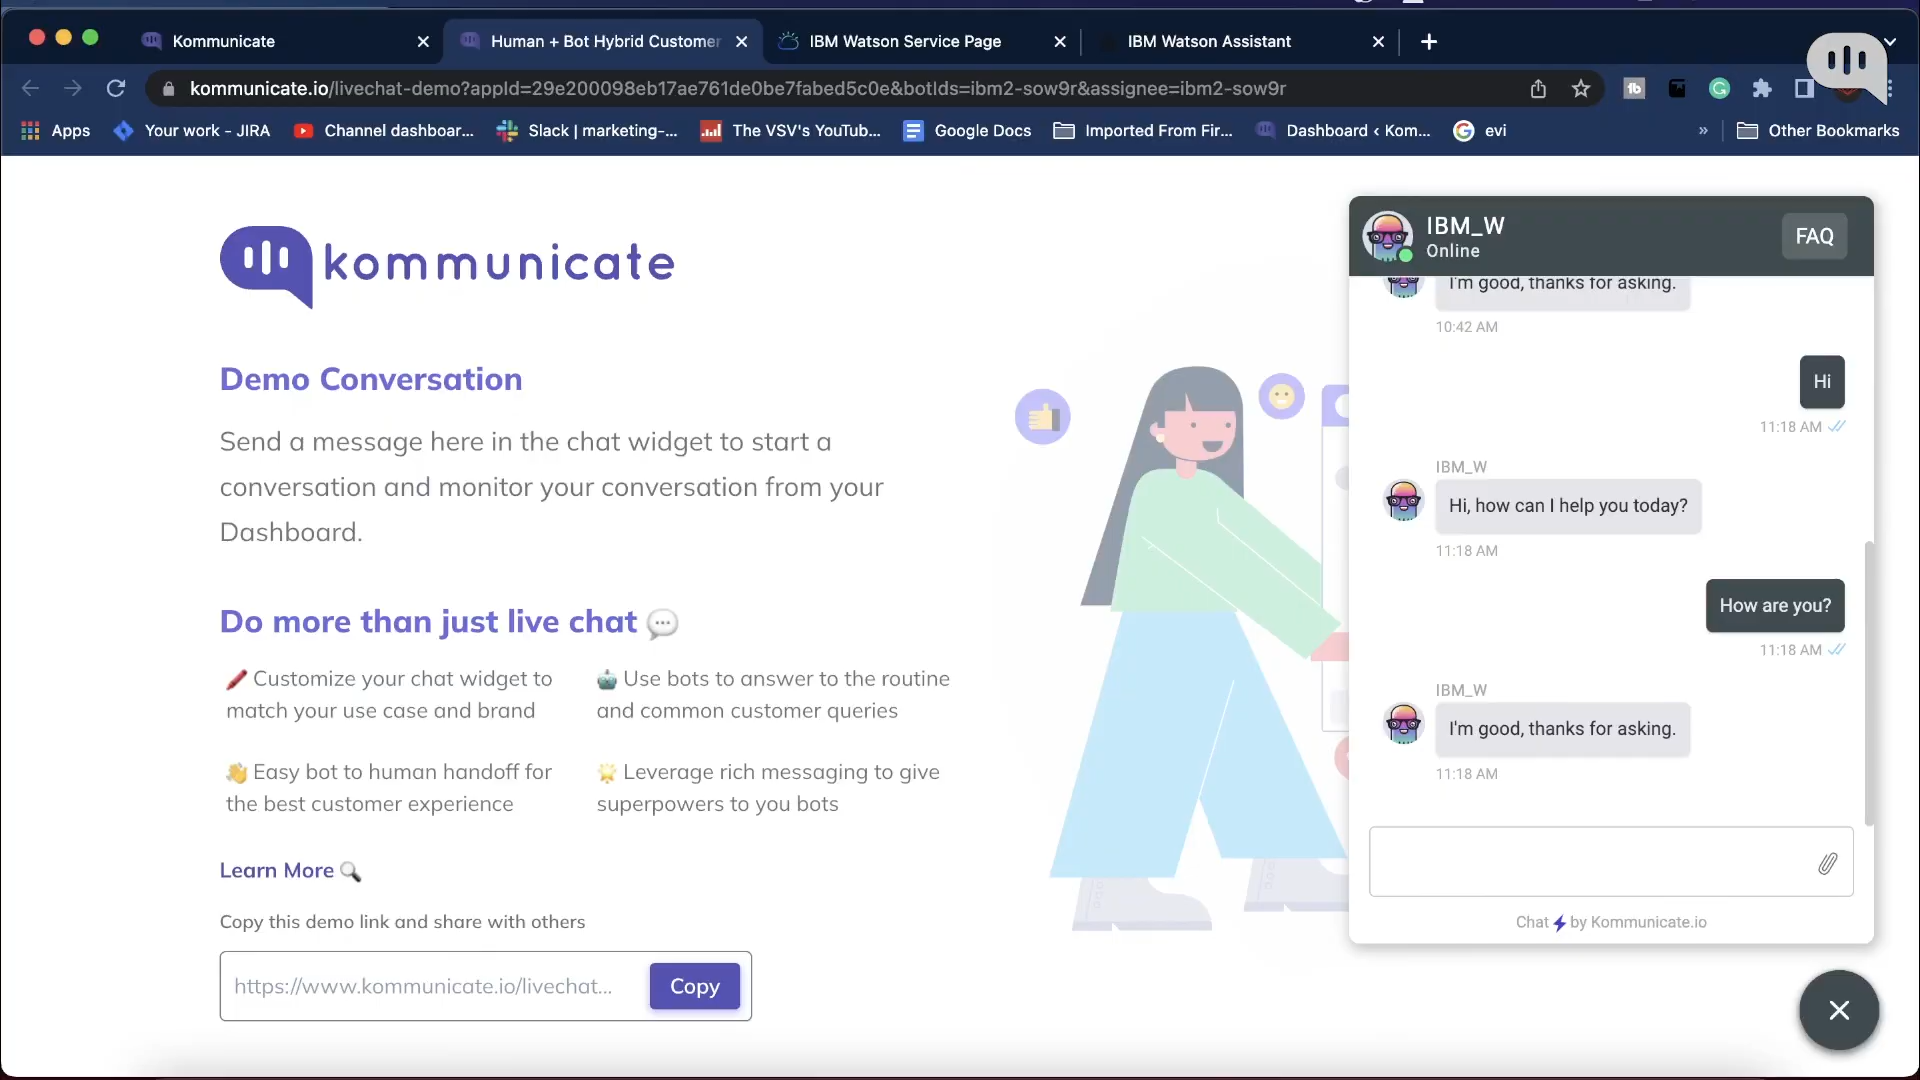 Kommunicate
Human + Bot Hybrid Customer
IBM Watson Service Page
IBM Watson Assistant
kommunicate.io/livechat-demo?appId=29e200098eb17ae761de0be7fabed5c0e&botIds=ibm2-sow9r&assignee=ibm2-sow9r
Apps
Your work - JIRA
Channel dashboar...
Slack | marketing-...
The VSV's YouTub...
Google Docs
Imported From Fir...
Dashboard ‹ Kom...
evi
»
Other Bookmarks
kommunicate
Demo Conversation
Send a message here in the chat widget to start a
conversation and monitor your conversation from your
Dashboard.
Do more than just live chat 💬
🖍️ Customize your chat widget to
match your use case and brand
🤖 Use bots to answer to the routine
and common customer queries
👋 Easy bot to human handoff for
the best customer experience
🌟 Leverage rich messaging to give
superpowers to you bots
Learn More 🔍
Copy this demo link and share with others
https://www.kommunicate.io/livechat...
Copy
IBM_W
Online
FAQ
I'm good, thanks for asking.
10:42 AM
Hi
11:18 AM
IBM_W
Hi, how can I help you today?
11:18 AM
How are you?
11:18 AM
IBM_W
I'm good, thanks for asking.
11:18 AM
Chat ⚡ by Kommunicate.io